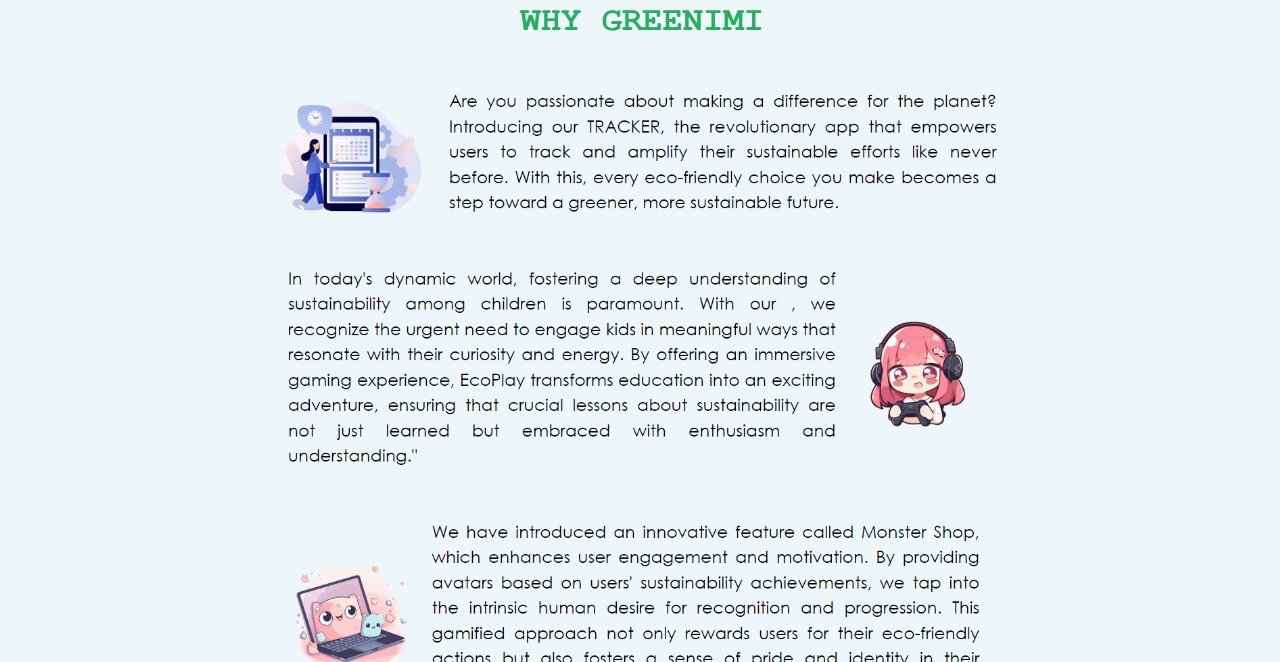 WHY GREENIMI
Are you passionate about making a difference for the planet?
Introducing our TRACKER, the revolutionary app that empowers
users to track and amplify their sustainable efforts like never
before. With this, every eco-friendly choice you make becomes a
step toward a greener, more sustainable future.
In today's dynamic world, fostering a deep understanding of
sustainability among children is paramount. With our , we
recognize the urgent need to engage kids in meaningful ways that
resonate with their curiosity and energy. By offering an immersive
gaming experience, EcoPlay transforms education into an exciting
adventure, ensuring that crucial lessons about sustainability are
not just learned but embraced with enthusiasm and
understanding."
We have introduced an innovative feature called Monster Shop,
which enhances user engagement and motivation. By providing
avatars based on users' sustainability achievements, we tap into
the intrinsic human desire for recognition and progression. This
gamified approach not only rewards users for their eco-friendly
actions but also fosters a sense of pride and identity in their